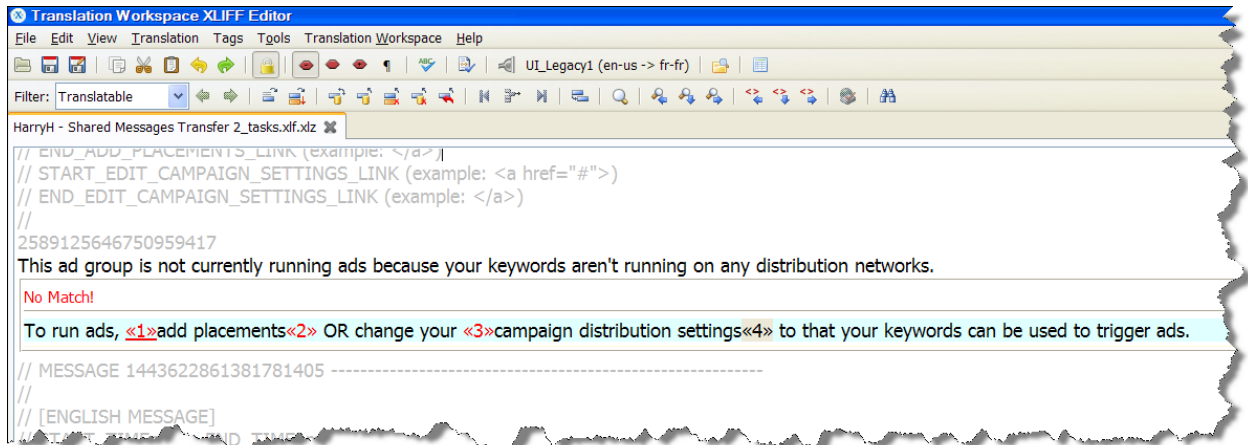 Translation Workspace XLIFF Editor
File Edit View Translation Tags Tools Translation Workspace Help
ABC UI_Legacy1 (en-us -> fr-fr)
Filter: Translatable
HarryH - Shared Messages Transfer 2_tasks.xlf.xlz
// END_ADD_PLACEMENTS_LINK (example: </a>)
// START_EDIT_CAMPAIGN_SETTINGS_LINK (example: <a href="#">)
// END_EDIT_CAMPAIGN_SETTINGS_LINK (example: </a>)
//
2589125646750959417
This ad group is not currently running ads because your keywords aren't running on any distribution networks.
No Match!
To run ads, «1»add placements«2» OR change your «3»campaign distribution settings«4» to that your keywords can be used to trigger ads.
// MESSAGE 1443622861381781405 -----------------------------------------------------------
//
// [ENGLISH MESSAGE]